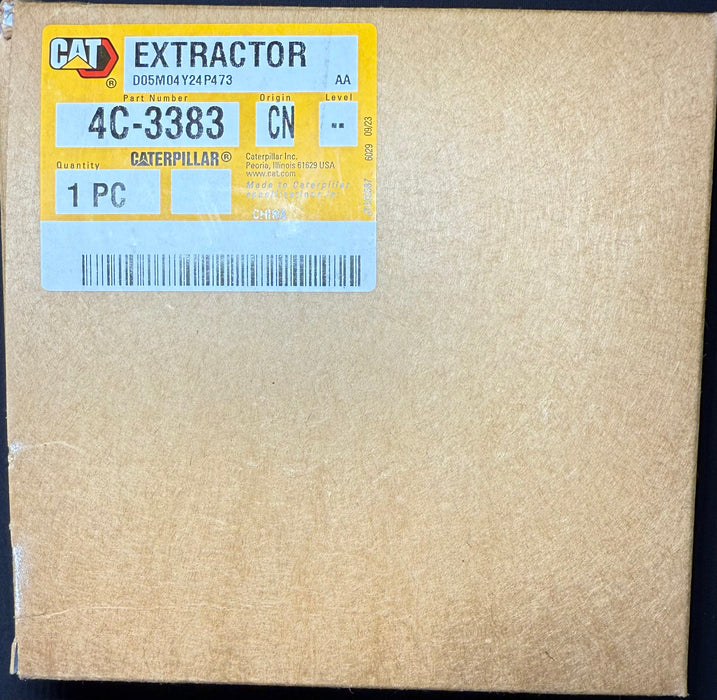 CAT®
EXTRACTOR
D05M04Y24P473 AA
Part Number Origin Level
4C-3383 CN --
Quantity CATERPILLAR®
1 PC
Caterpillar Inc.
Peoria, Illinois 61629 USA
www.cat.com
Made to Caterpillar
CHINA
6029 09/23